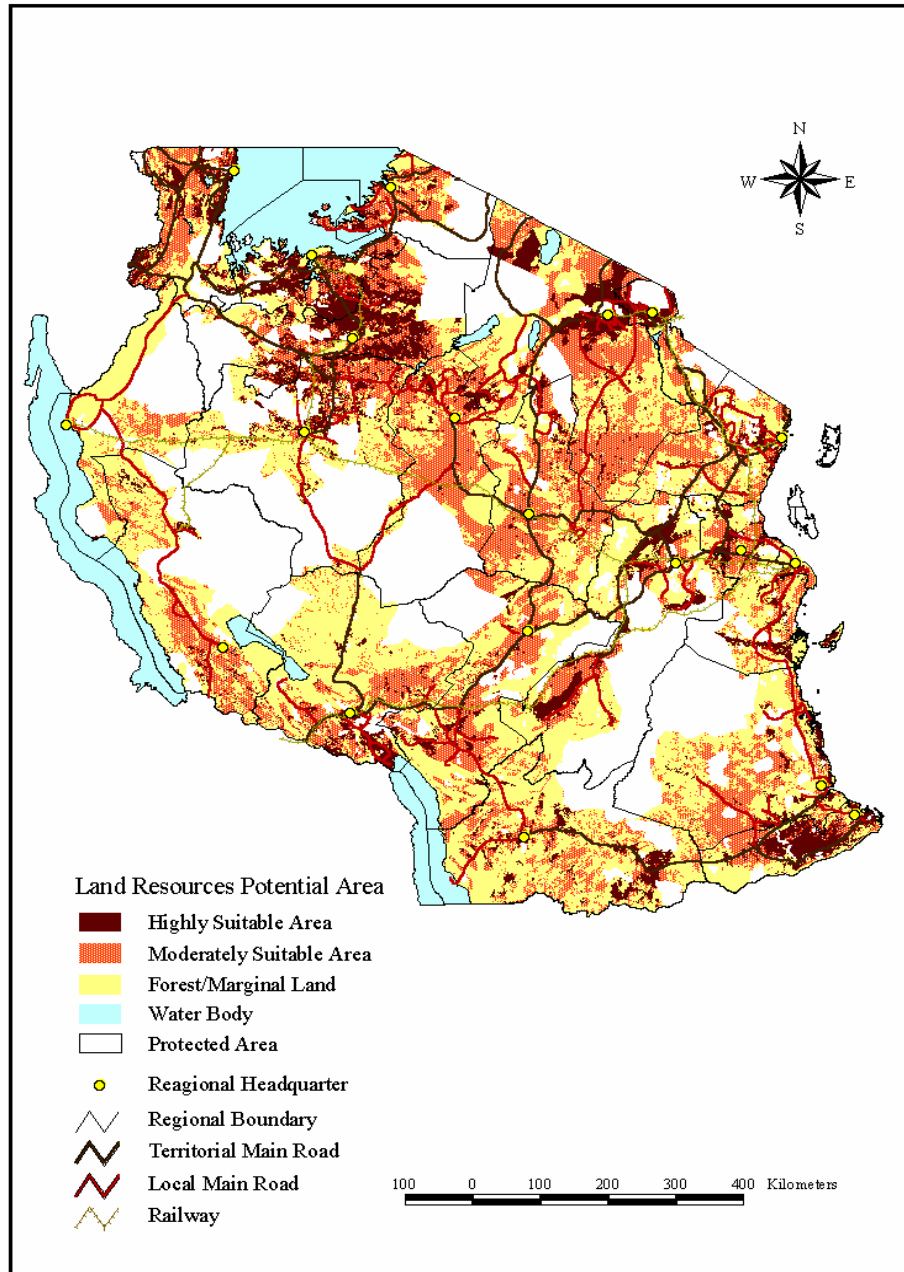 N
W E
S
Land Resources Potential Area
Highly Suitable Area
Moderately Suitable Area
Forest/Marginal Land
Water Body
Protected Area
Reagional Headquarter
Regional Boundary
Territorial Main Road
Local Main Road
Railway
100 0 100 200 300 400 Kilometers